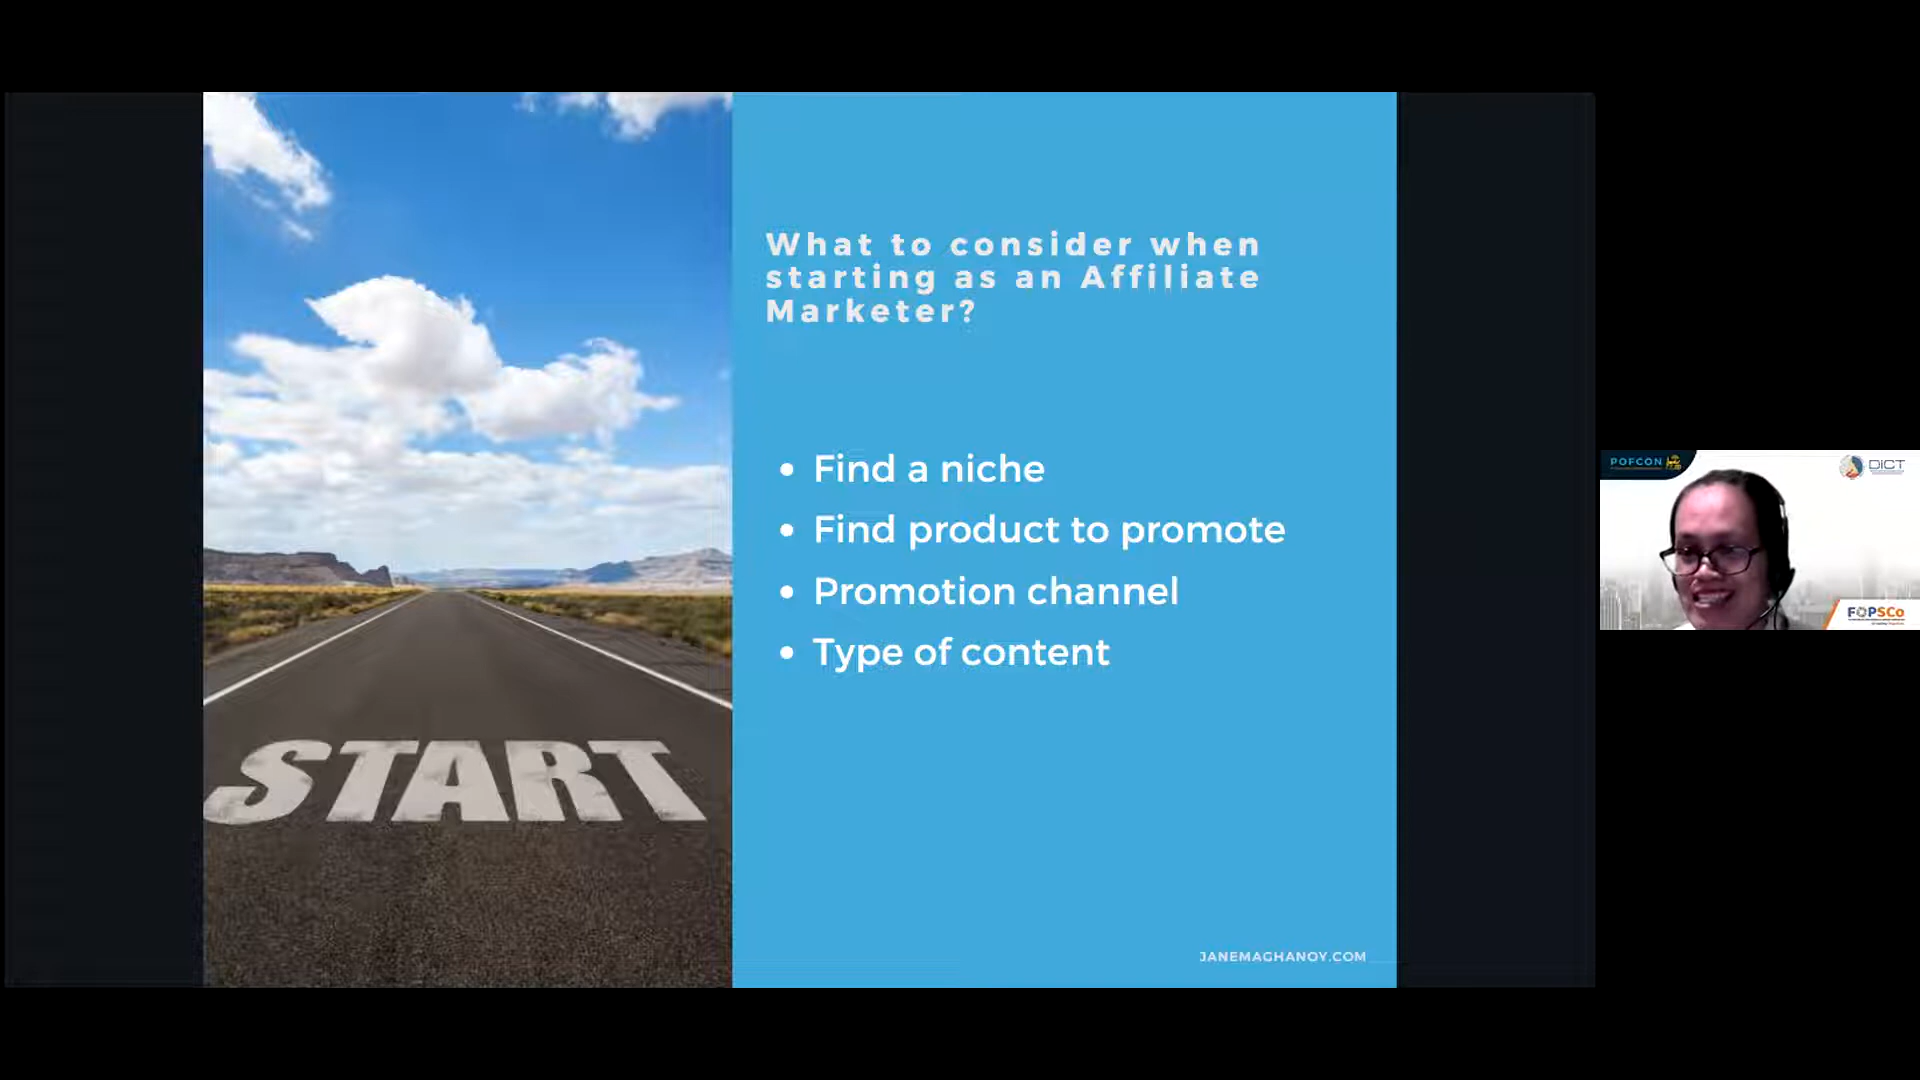 What to consider when
starting as an Affiliate
Marketer?
• Find a niche
• Find product to promote
• Promotion channel
• Type of content
START
JANEMAGHANOY.COM
POFCON
DICT
FOPSCo